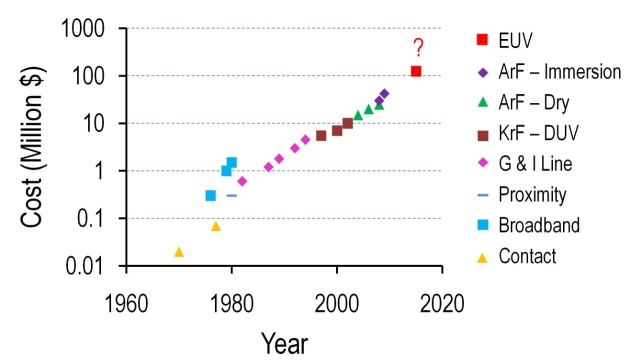 1000
100
10
1
0.1
0.01
Cost (Million $)
1960
1980
2000
2020
Year
?
EUV
ArF – Immersion
ArF – Dry
KrF – DUV
G & I Line
Proximity
Broadband
Contact